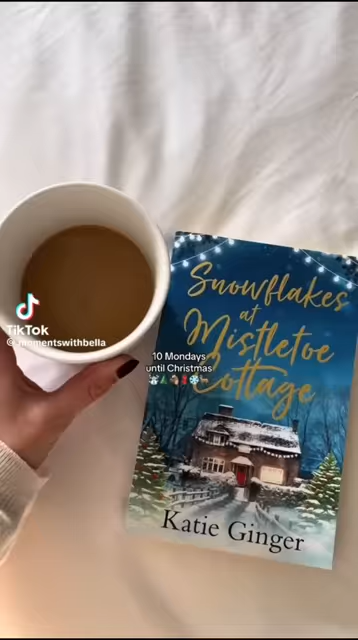 Snowflakes
at
Mistletoe
Cottage
Katie Ginger
10 Mondays
until Christmas
TikTok
@.momentswithbella